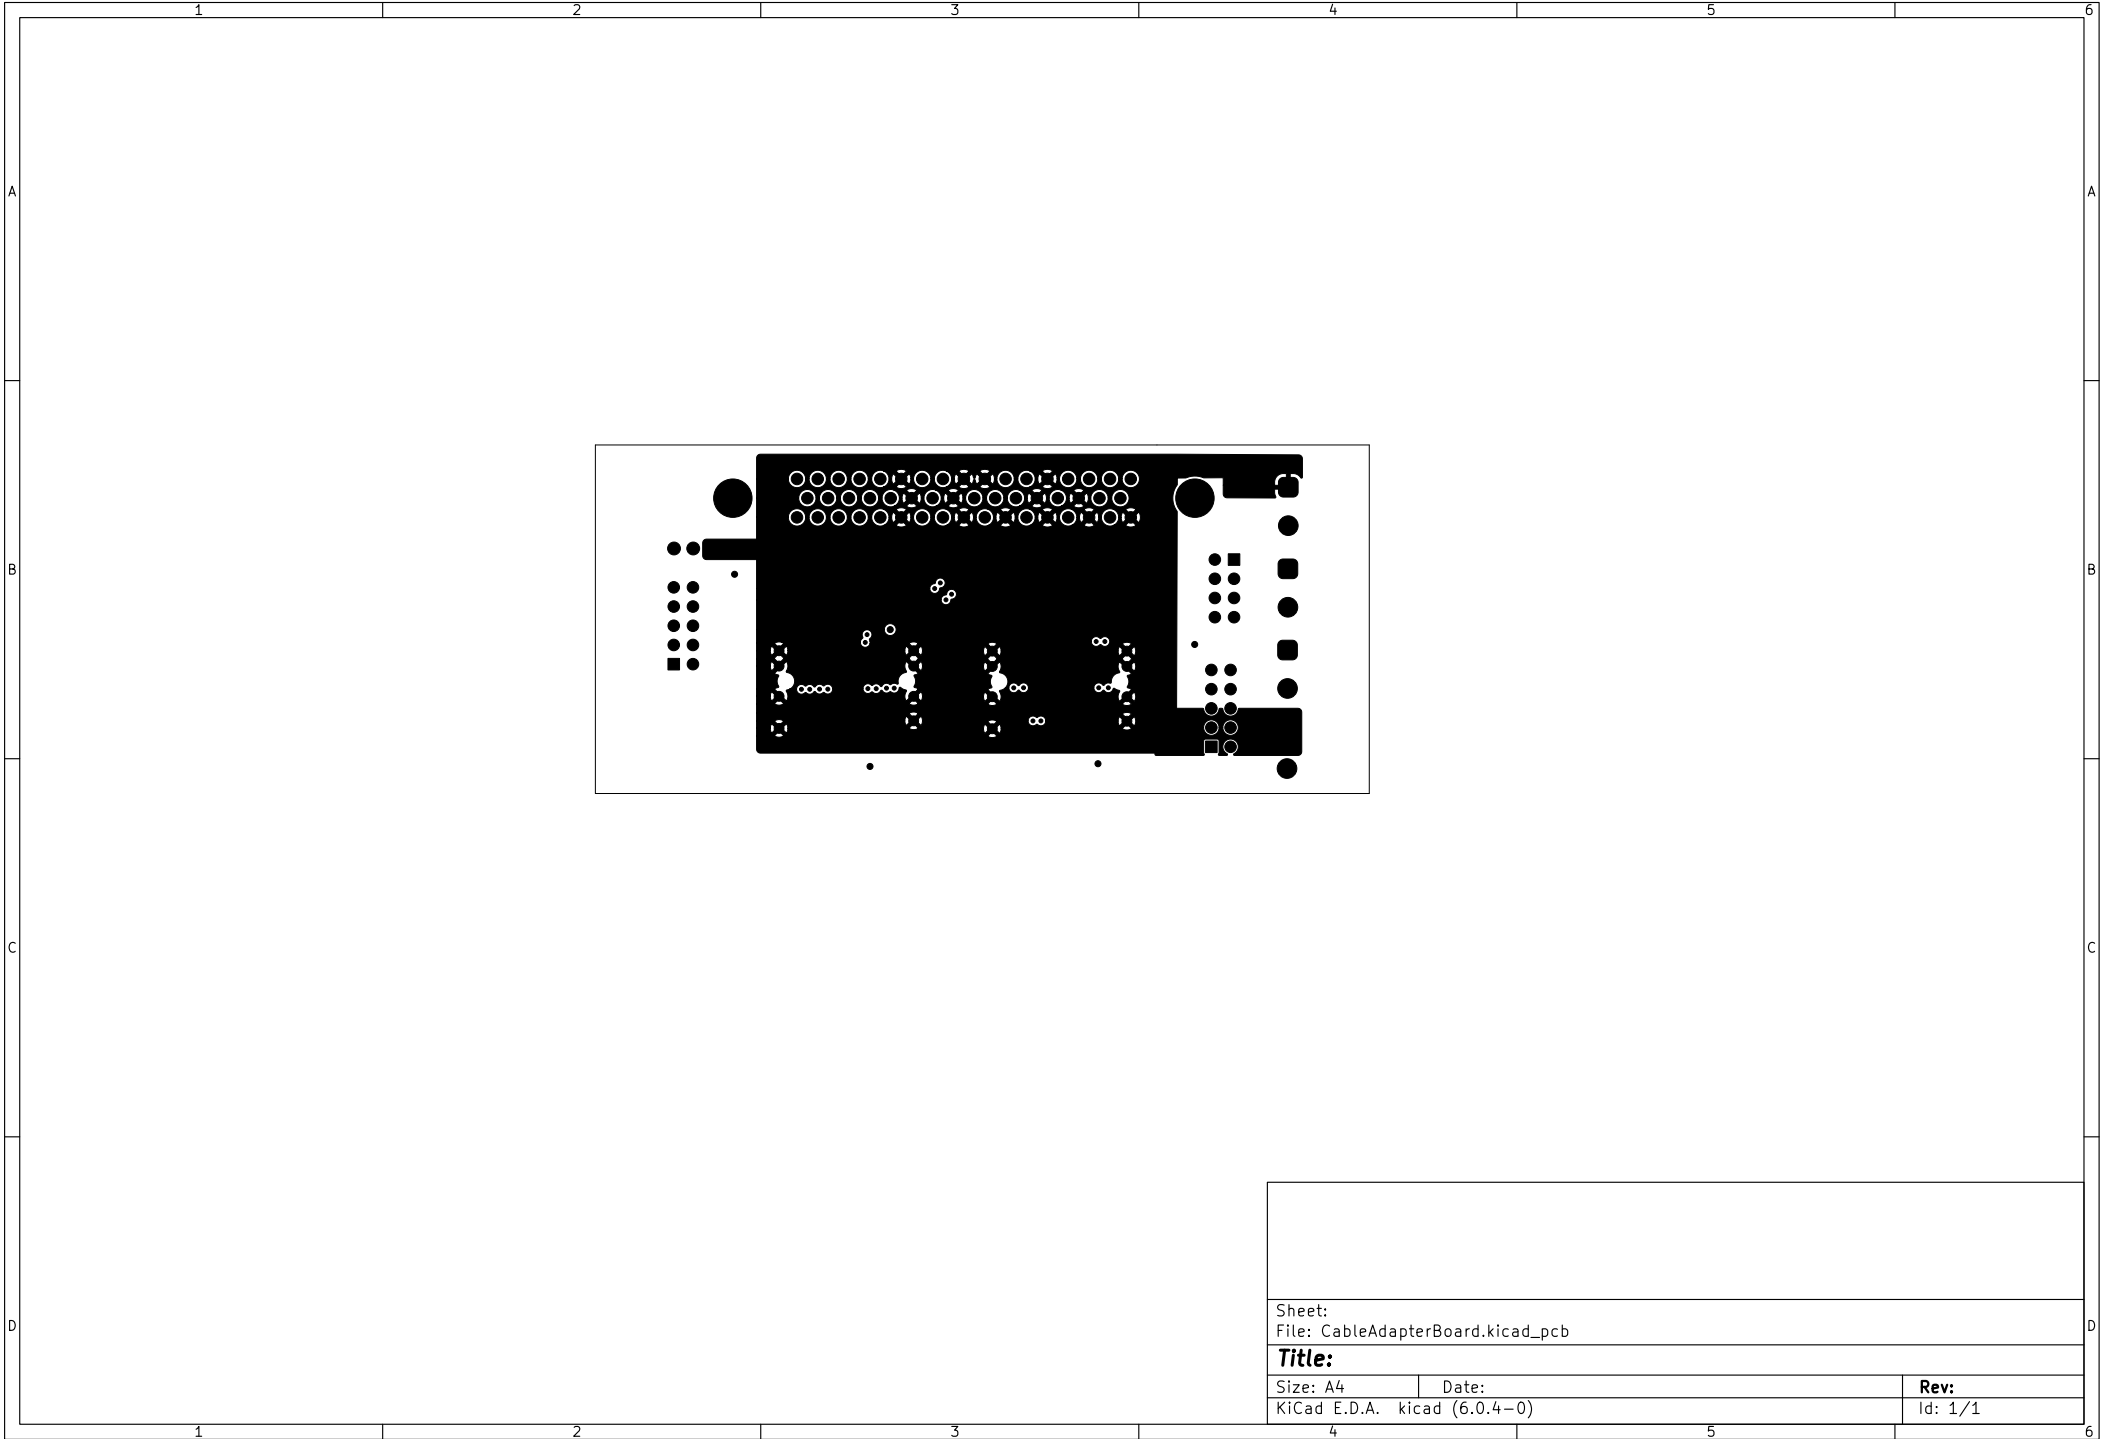 1 2 3 4 5 6
A A
B B
C C
D D
Sheet:
File: CableAdapterBoard.kicad_pcb
Title:
Size: A4 Date: Rev:
KiCad E.D.A. kicad (6.0.4-0) Id: 1/1
1 2 3 4 5 6